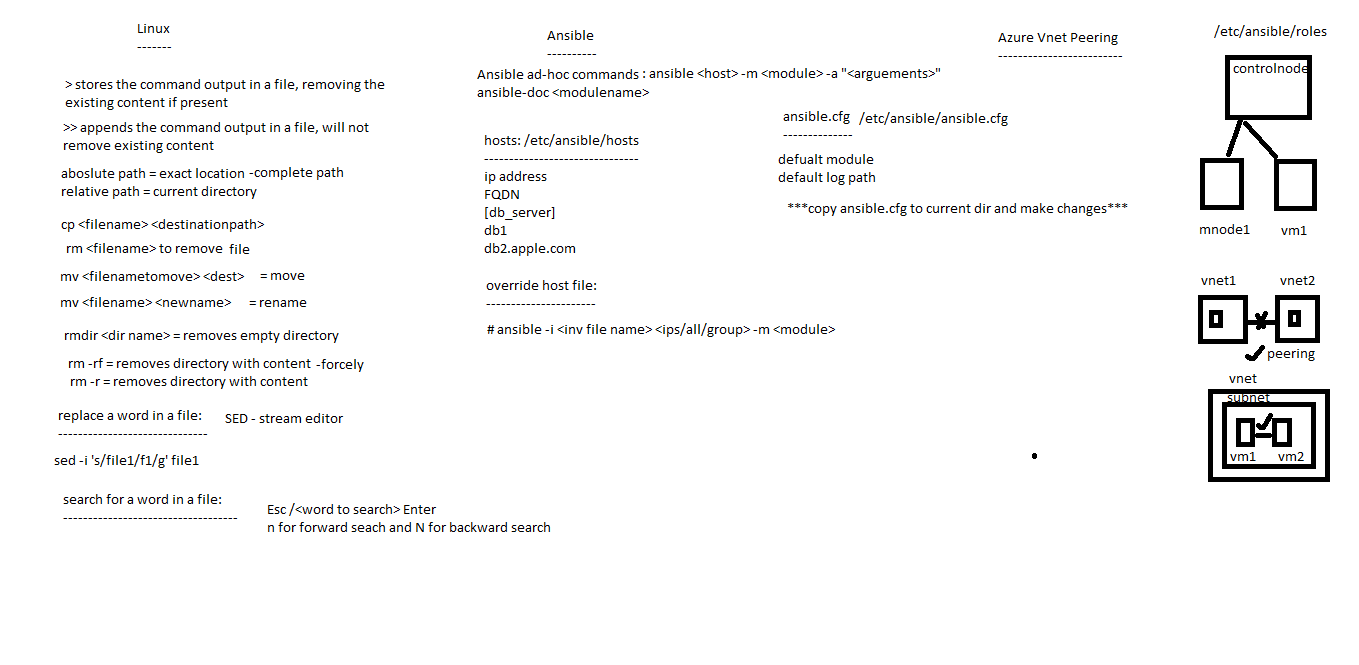 Linux
-------
> stores the command output in a file, removing the
existing content if present
>> appends the command output in a file, will not
remove existing content
aboslute path = exact location -complete path
relative path = current directory
cp <filename> <destinationpath>
rm <filename> to remove file
mv <filenametomove> <dest> = move
mv <filename> <newname> = rename
rmdir <dir name> = removes empty directory
rm -rf = removes directory with content -forcely
rm -r = removes directory with content
replace a word in a file: SED - stream editor
------------------------------
sed -i 's/file1/f1/g' file1
search for a word in a file:
-----------------------------------
Esc /<word to search> Enter
n for forward seach and N for backward search
Ansible
----------
Ansible ad-hoc commands : ansible <host> -m <module> -a "<arguements>"
ansible-doc <modulename>
hosts: /etc/ansible/hosts
-------------------------------
ip address
FQDN
[db_server]
db1
db2.apple.com
override host file:
----------------------
# ansible -i <inv file name> <ips/all/group> -m <module>
ansible.cfg /etc/ansible/ansible.cfg
--------------
defualt module
default log path
***copy ansible.cfg to current dir and make changes***
Azure Vnet Peering
-------------------------
/etc/ansible/roles
controlnode
mnode1 vm1
vnet1 vnet2
peering
vnet
subnet
vm1 vm2